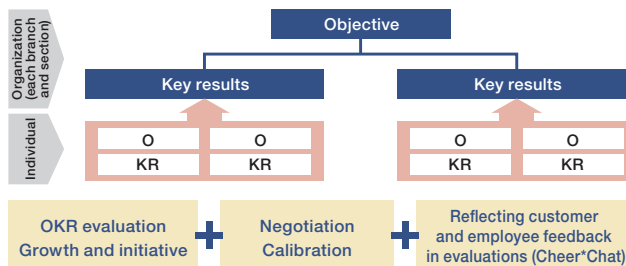 Organization
(each branch
and section)
Objective
Key results
Key results
Individual
O
O
KR
KR
O
O
KR
KR
OKR evaluation
Growth and initiative
+
Negotiation
Calibration
+
Reflecting customer
and employee feedback
in evaluations (Cheer*Chat)